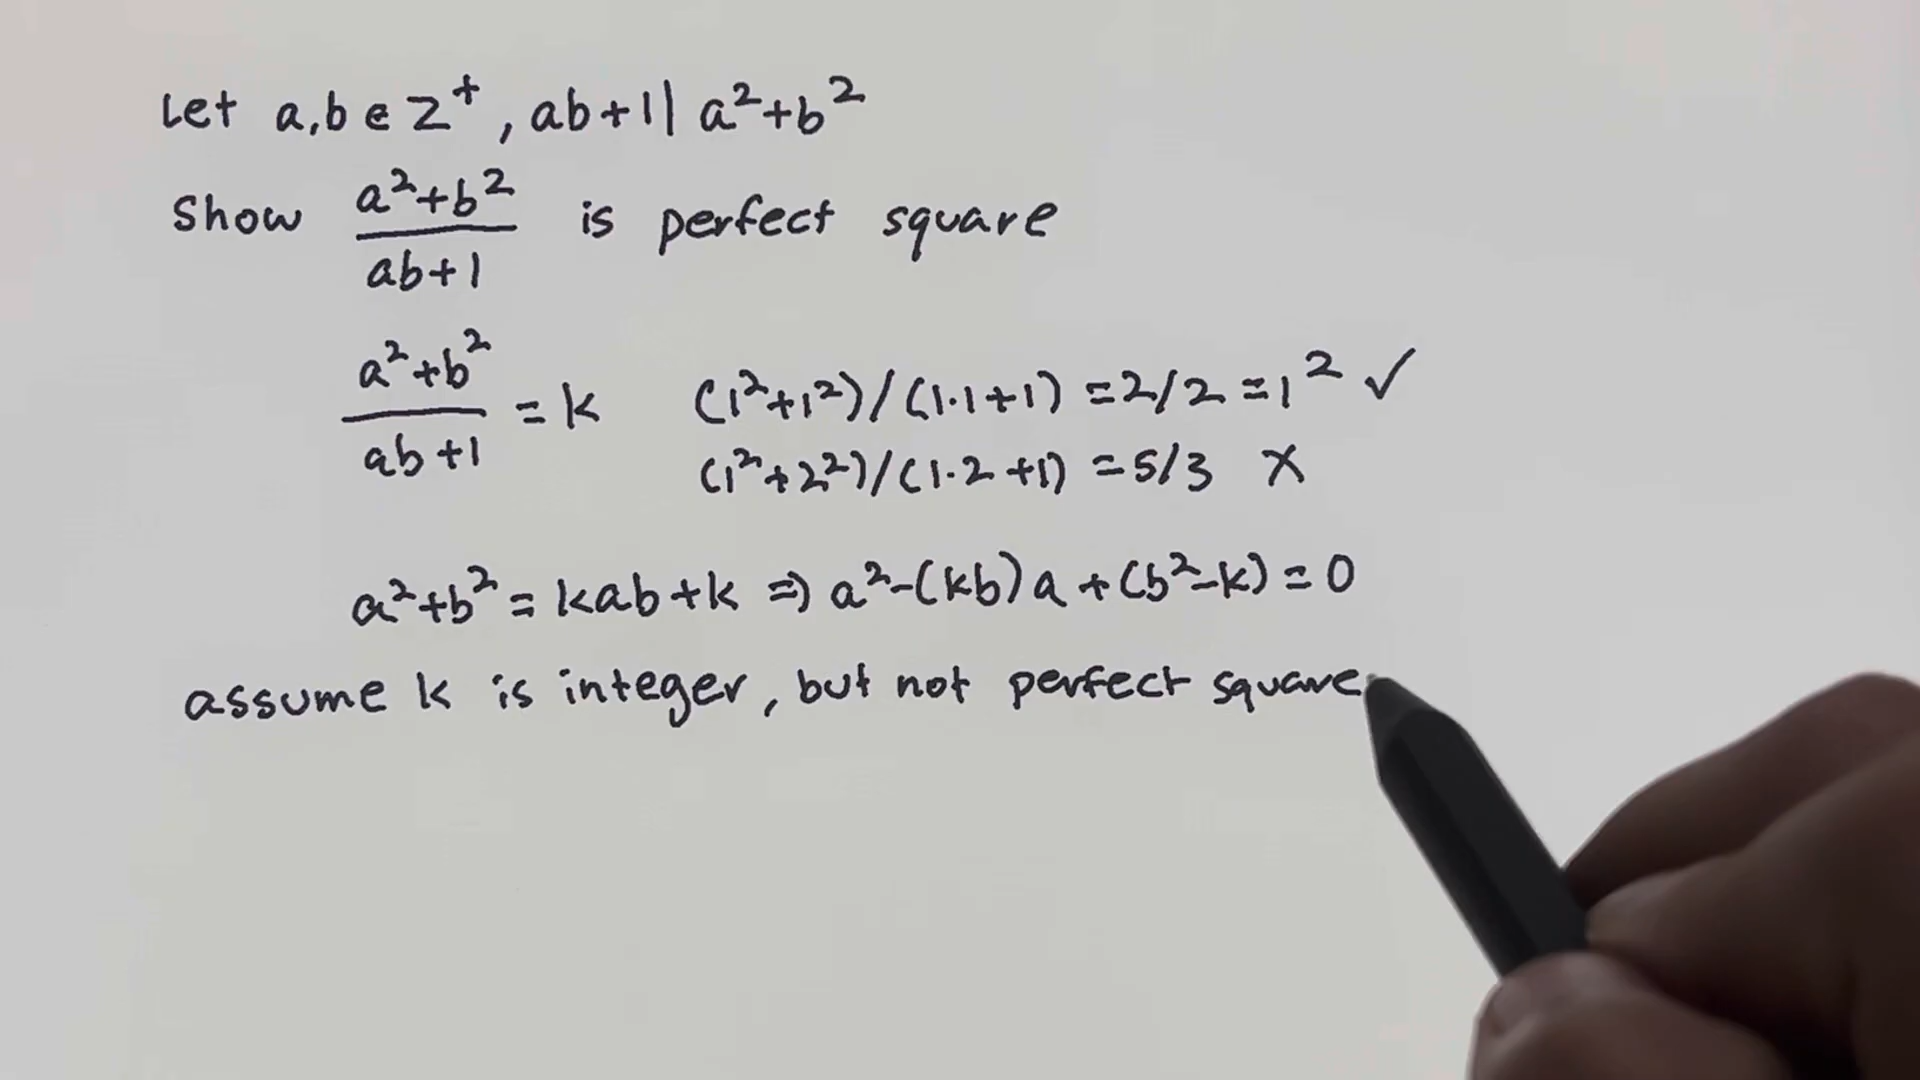 Let a,b ∈ Z⁺, ab+1 | a²+b²
Show (a²+b²)/(ab+1) is perfect square
(a²+b²)/(ab+1) = k
(1²+1²)/(1·1+1) = 2/2 = 1² ✓
(1²+2²)/(1·2+1) = 5/3 X
a²+b² = kab+k ⇒ a²-(kb)a+(b²-k) = 0
assume k is integer, but not perfect square